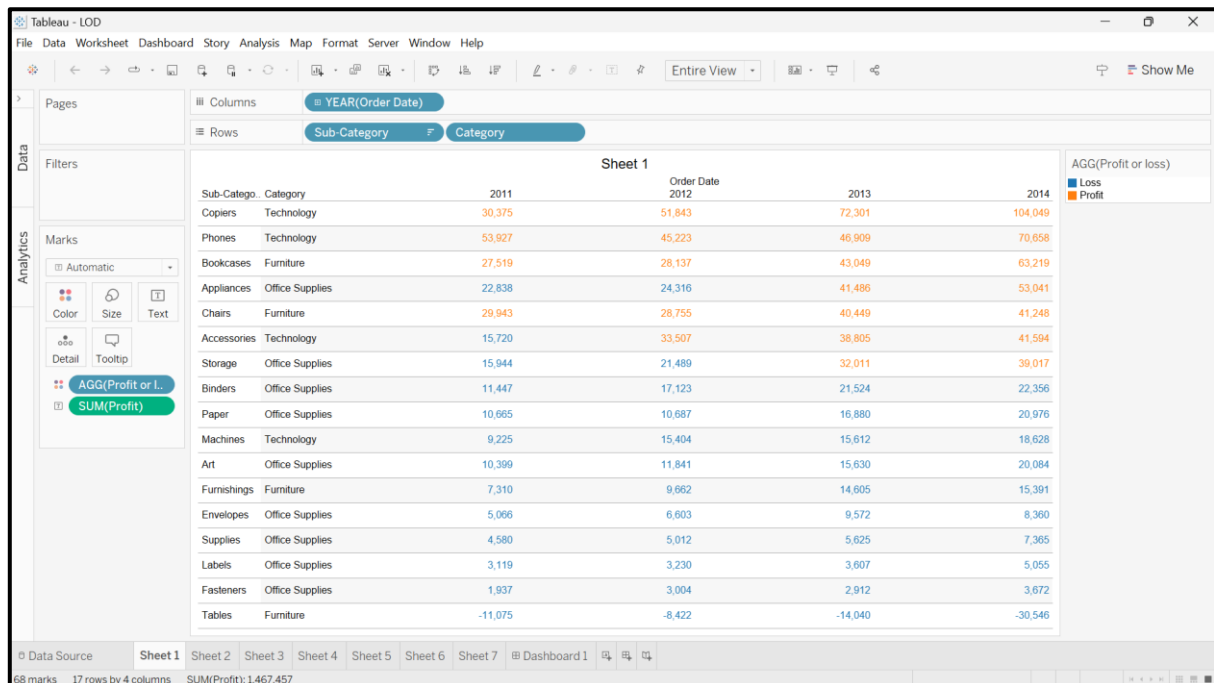 Tableau - LOD
File Data Worksheet Dashboard Story Analysis Map Format Server Window Help
Entire View
Show Me
Pages
Columns
YEAR(Order Date)
Rows
Sub-Category
Category
Data
Analytics
Filters
Marks
Automatic
Color Size Text
Detail Tooltip
AGG(Profit or l..
SUM(Profit)
Sheet 1
Order Date
Sub-Catego.. Category 2011 2012 2013 2014
Copiers Technology 30,375 51,843 72,301 104,049
Phones Technology 53,927 45,223 46,909 70,658
Bookcases Furniture 27,519 28,137 43,049 63,219
Appliances Office Supplies 22,838 24,316 41,486 53,041
Chairs Furniture 29,943 28,755 40,449 41,248
Accessories Technology 15,720 33,507 38,805 41,594
Storage Office Supplies 15,944 21,489 32,011 39,017
Binders Office Supplies 11,447 17,123 21,524 22,356
Paper Office Supplies 10,665 10,687 16,880 20,976
Machines Technology 9,225 15,404 15,612 18,628
Art Office Supplies 10,399 11,841 15,630 20,084
Furnishings Furniture 7,310 9,662 14,605 15,391
Envelopes Office Supplies 5,066 6,603 9,572 8,360
Supplies Office Supplies 4,580 5,012 5,625 7,365
Labels Office Supplies 3,119 3,230 3,607 5,055
Fasteners Office Supplies 1,937 3,004 2,912 3,672
Tables Furniture -11,075 -8,422 -14,040 -30,546
AGG(Profit or loss)
Loss
Profit
Data Source Sheet 1 Sheet 2 Sheet 3 Sheet 4 Sheet 5 Sheet 6 Sheet 7 Dashboard 1
68 marks 17 rows by 4 columns SUM(Profit): 1,467,457